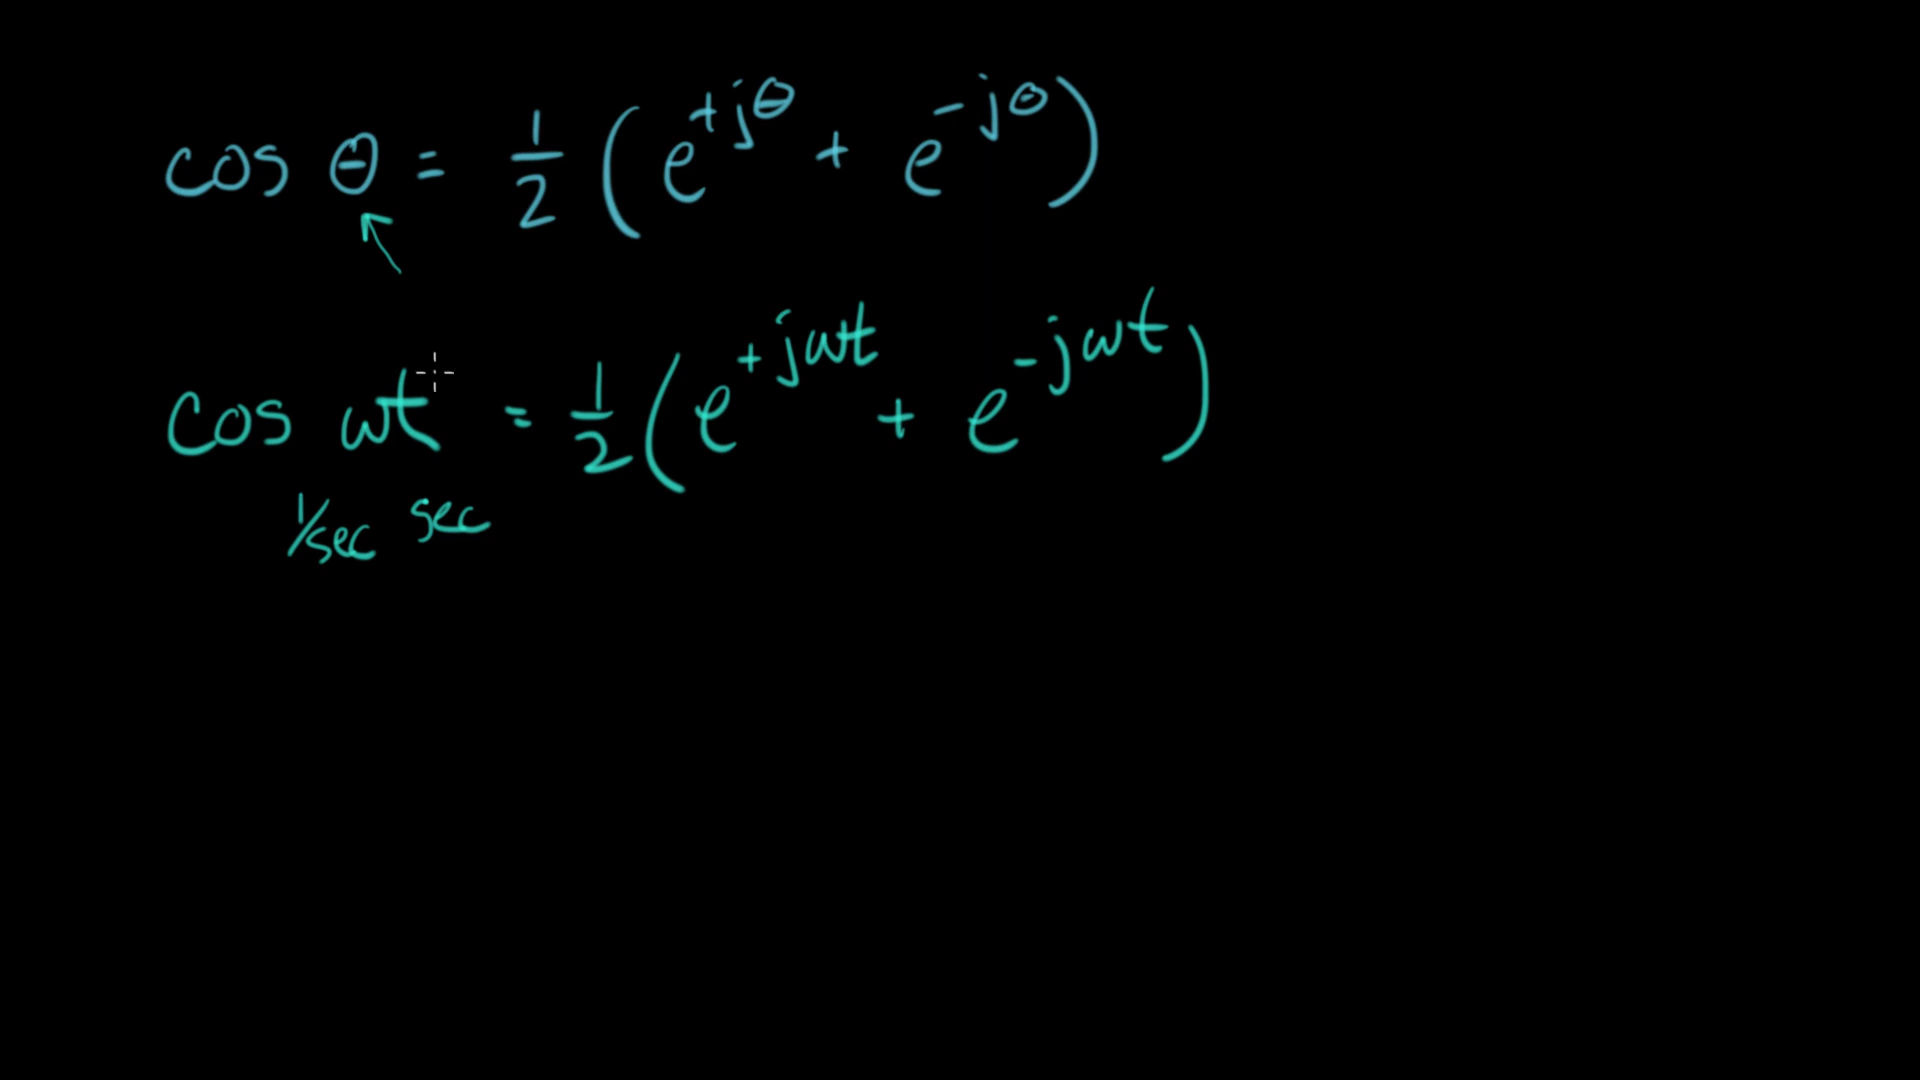 cos θ = 1/2 (e^{+jθ} + e^{-jθ})
cos ωt = 1/2 (e^{+jωt} + e^{-jωt})
1/sec sec